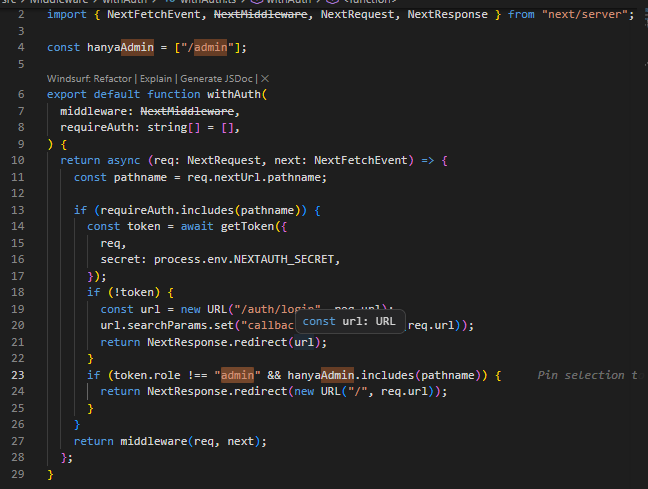 src > Middleware > withAuth > withAuth.ts > withAuth > <function>
2 import { NextFetchEvent, NextMiddleware, NextRequest, NextResponse } from "next/server";
3
4 const hanyaAdmin = ["/admin"];
5
Windsurf: Refactor | Explain | Generate JSDoc | ×
6 export default function withAuth(
7 middleware: NextMiddleware,
8 requireAuth: string[] = [],
9 ) {
10 return async (req: NextRequest, next: NextFetchEvent) => {
11 const pathname = req.nextUrl.pathname;
12
13 if (requireAuth.includes(pathname)) {
14 const token = await getToken({
15 req,
16 secret: process.env.NEXTAUTH_SECRET,
17 });
18 if (!token) {
19 const url = new URL("/auth/login", req.url);
20 url.searchParams.set("callbac req.url));
const url: URL
21 return NextResponse.redirect(url);
22 }
23 if (token.role !== "admin" && hanyaAdmin.includes(pathname)) { Pin selection t
24 return NextResponse.redirect(new URL("/", req.url));
25 }
26 }
27 return middleware(req, next);
28 };
29 }